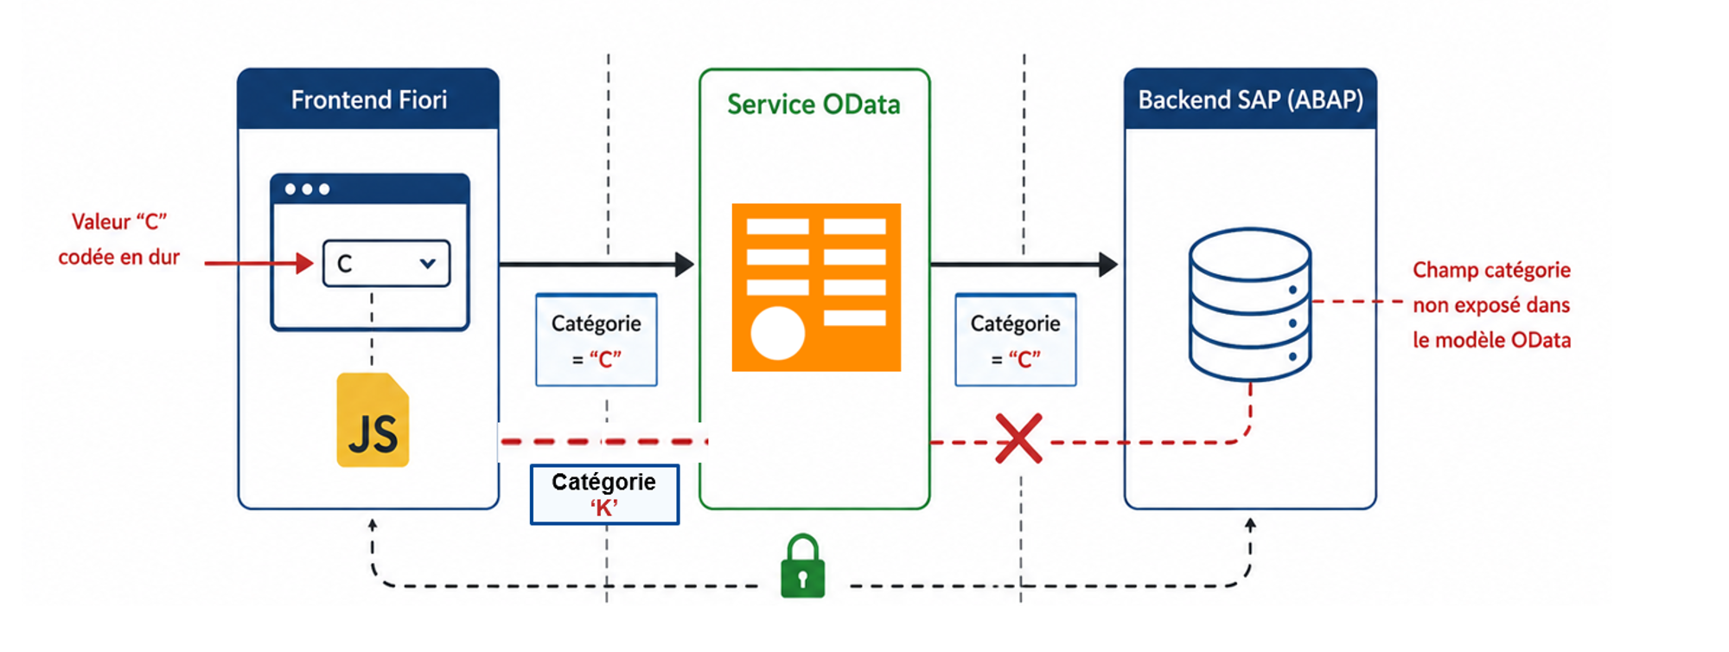 Frontend Fiori
Service OData
Backend SAP (ABAP)
Valeur “C”
codée en dur
C
JS
Catégorie
= “C”
Catégorie
‘K’
Catégorie
= “C”
Champ catégorie
non exposé dans
le modèle OData